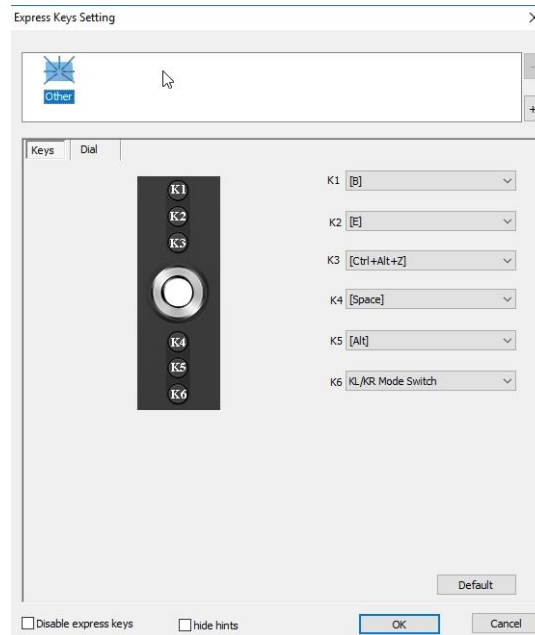 Express Keys Setting
Other
Keys Dial
K1
K2
K3
K4
K5
K6
K1 [B]
K2 [E]
K3 [Ctrl+Alt+Z]
K4 [Space]
K5 [Alt]
K6 KL/KR Mode Switch
Default
Disable express keys hide hints OK Cancel